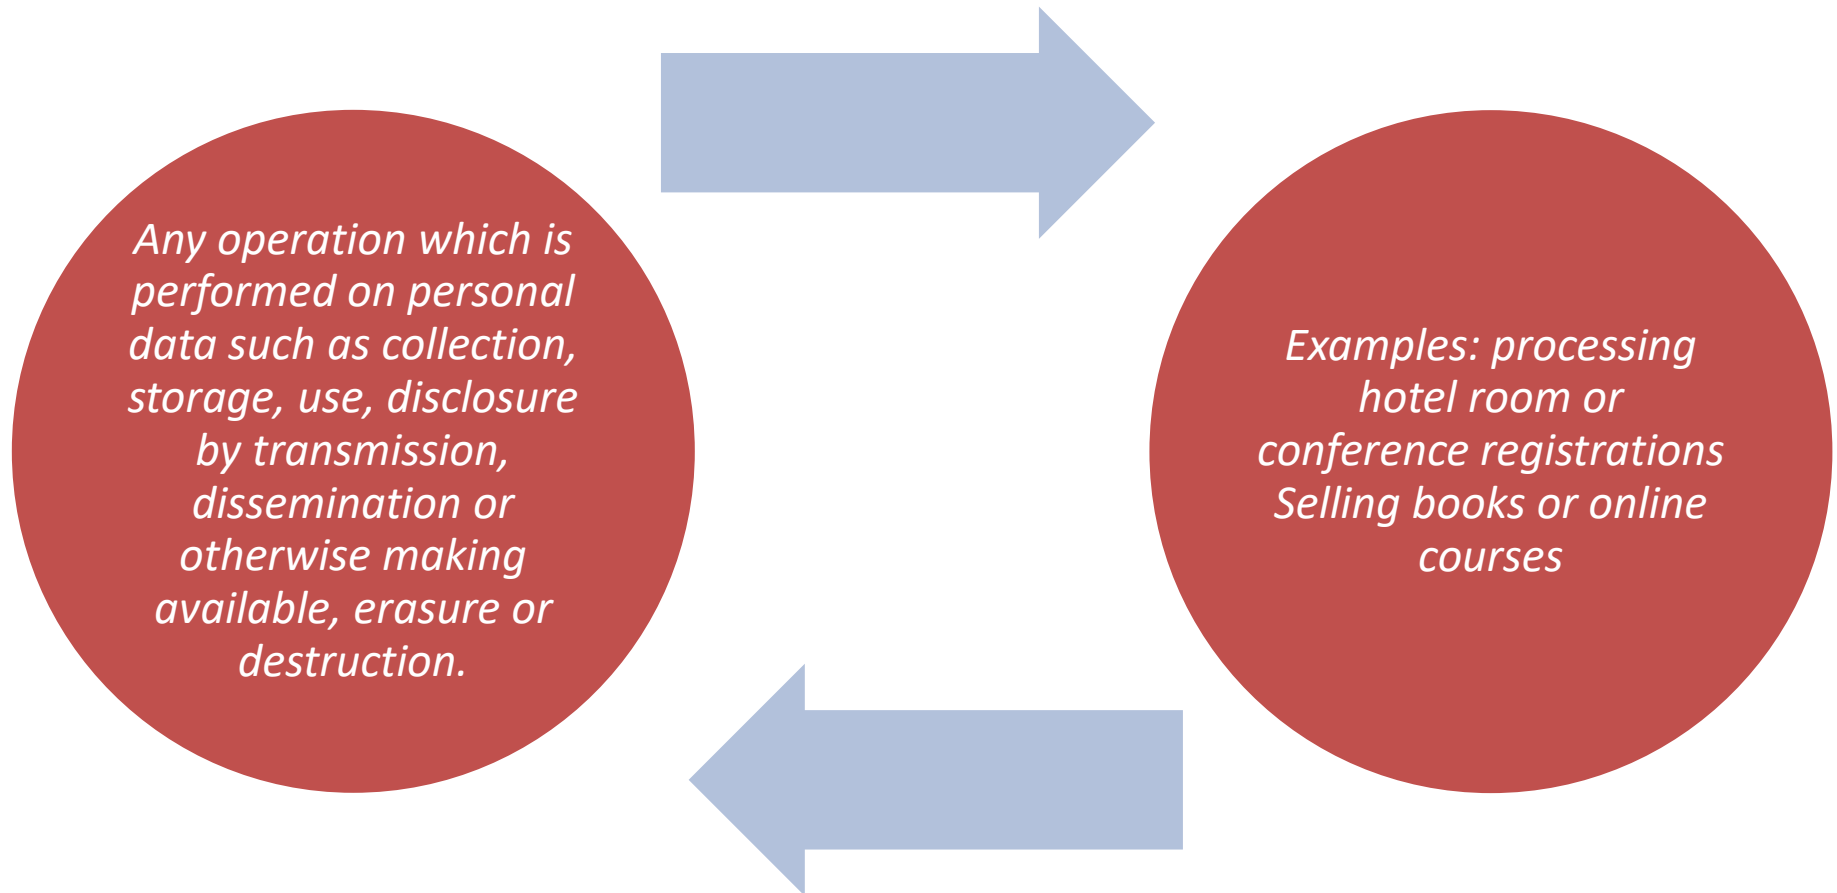 Any operation which is
performed on personal
data such as collection,
storage, use, disclosure
by transmission,
dissemination or
otherwise making
available, erasure or
destruction.
Examples: processing
hotel room or
conference registrations
Selling books or online
courses